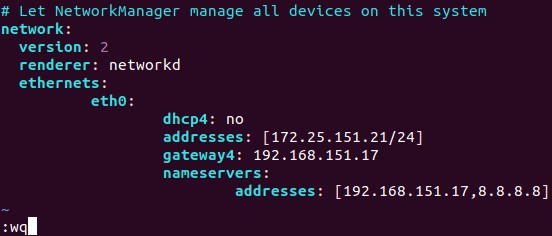 # Let NetworkManager manage all devices on this system
network:
  version: 2
  renderer: networkd
  ethernets:
          eth0:
                  dhcp4: no
                  addresses: [172.25.151.21/24]
                  gateway4: 192.168.151.17
                  nameservers:
                          addresses: [192.168.151.17,8.8.8.8]
~
:wq